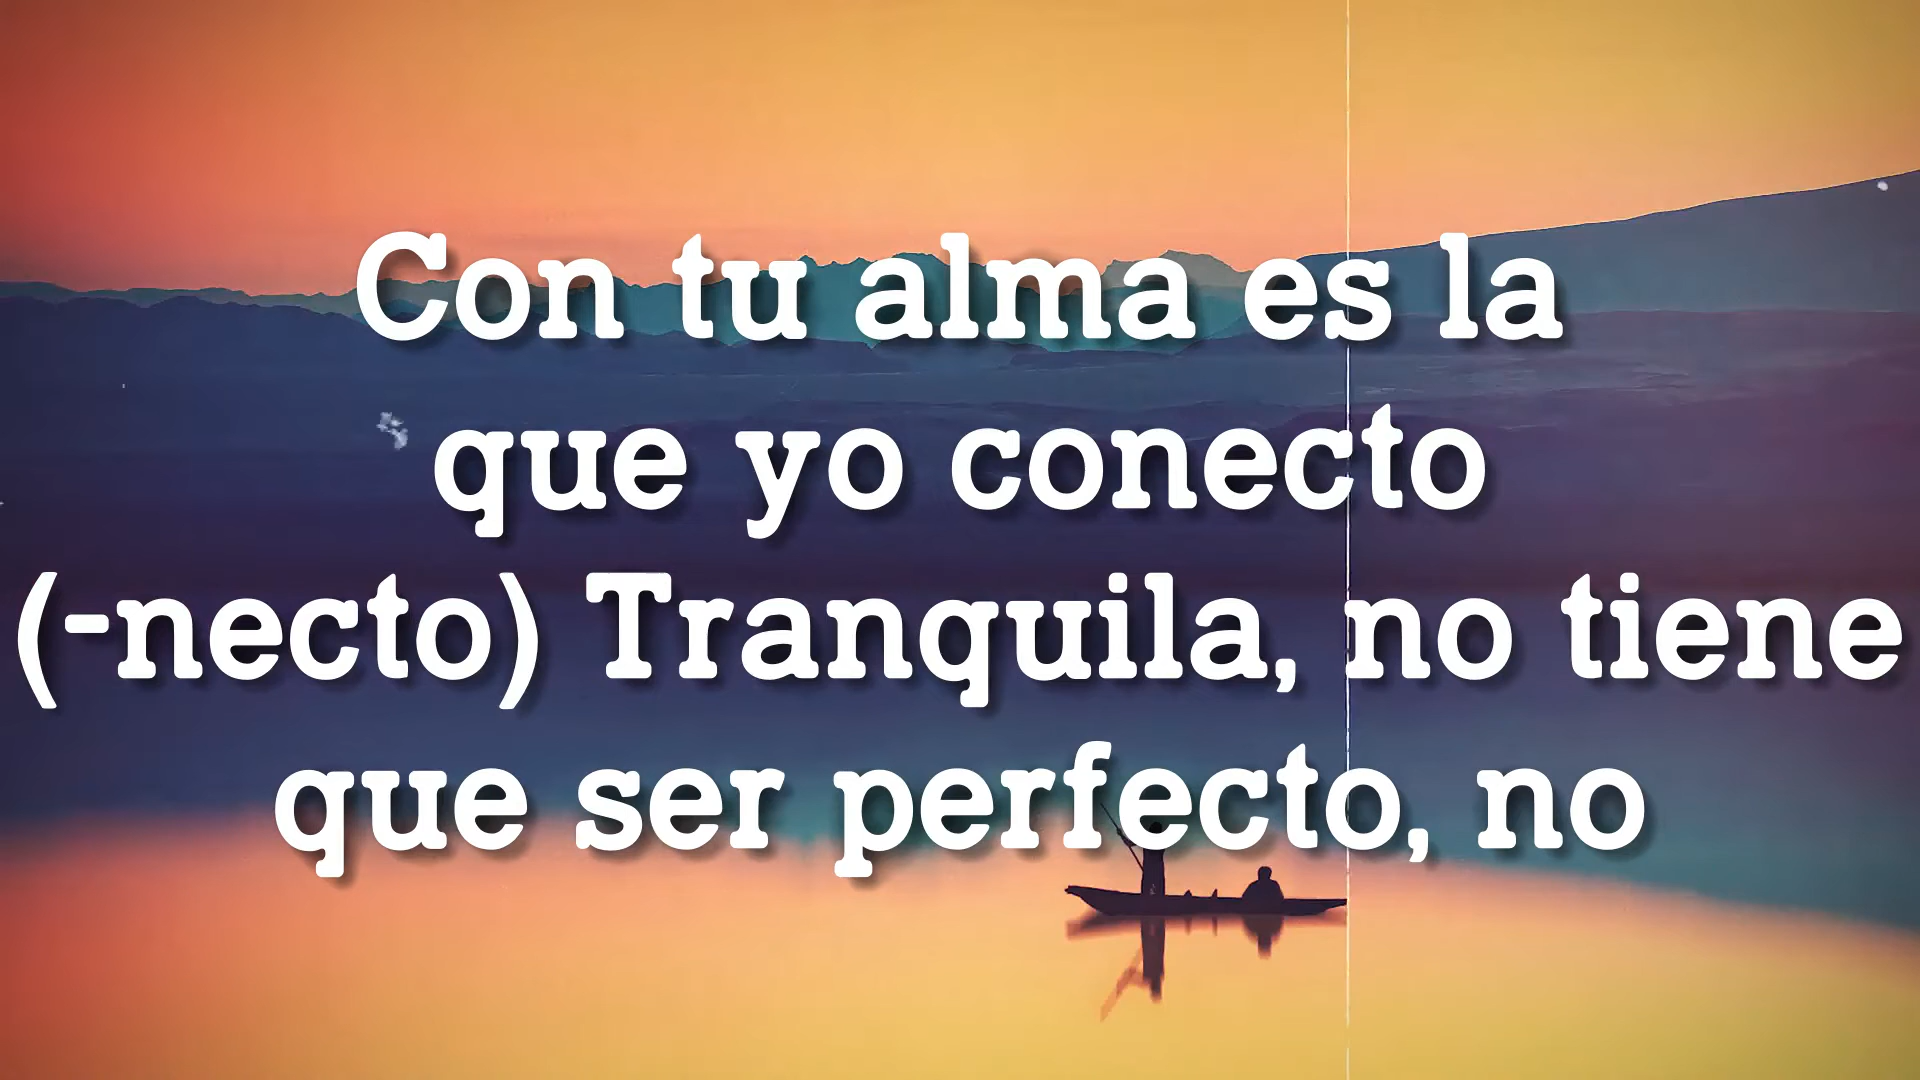 Con tu alma es la
que yo conecto
(-necto) Tranquila, no tiene
que ser perfecto, no